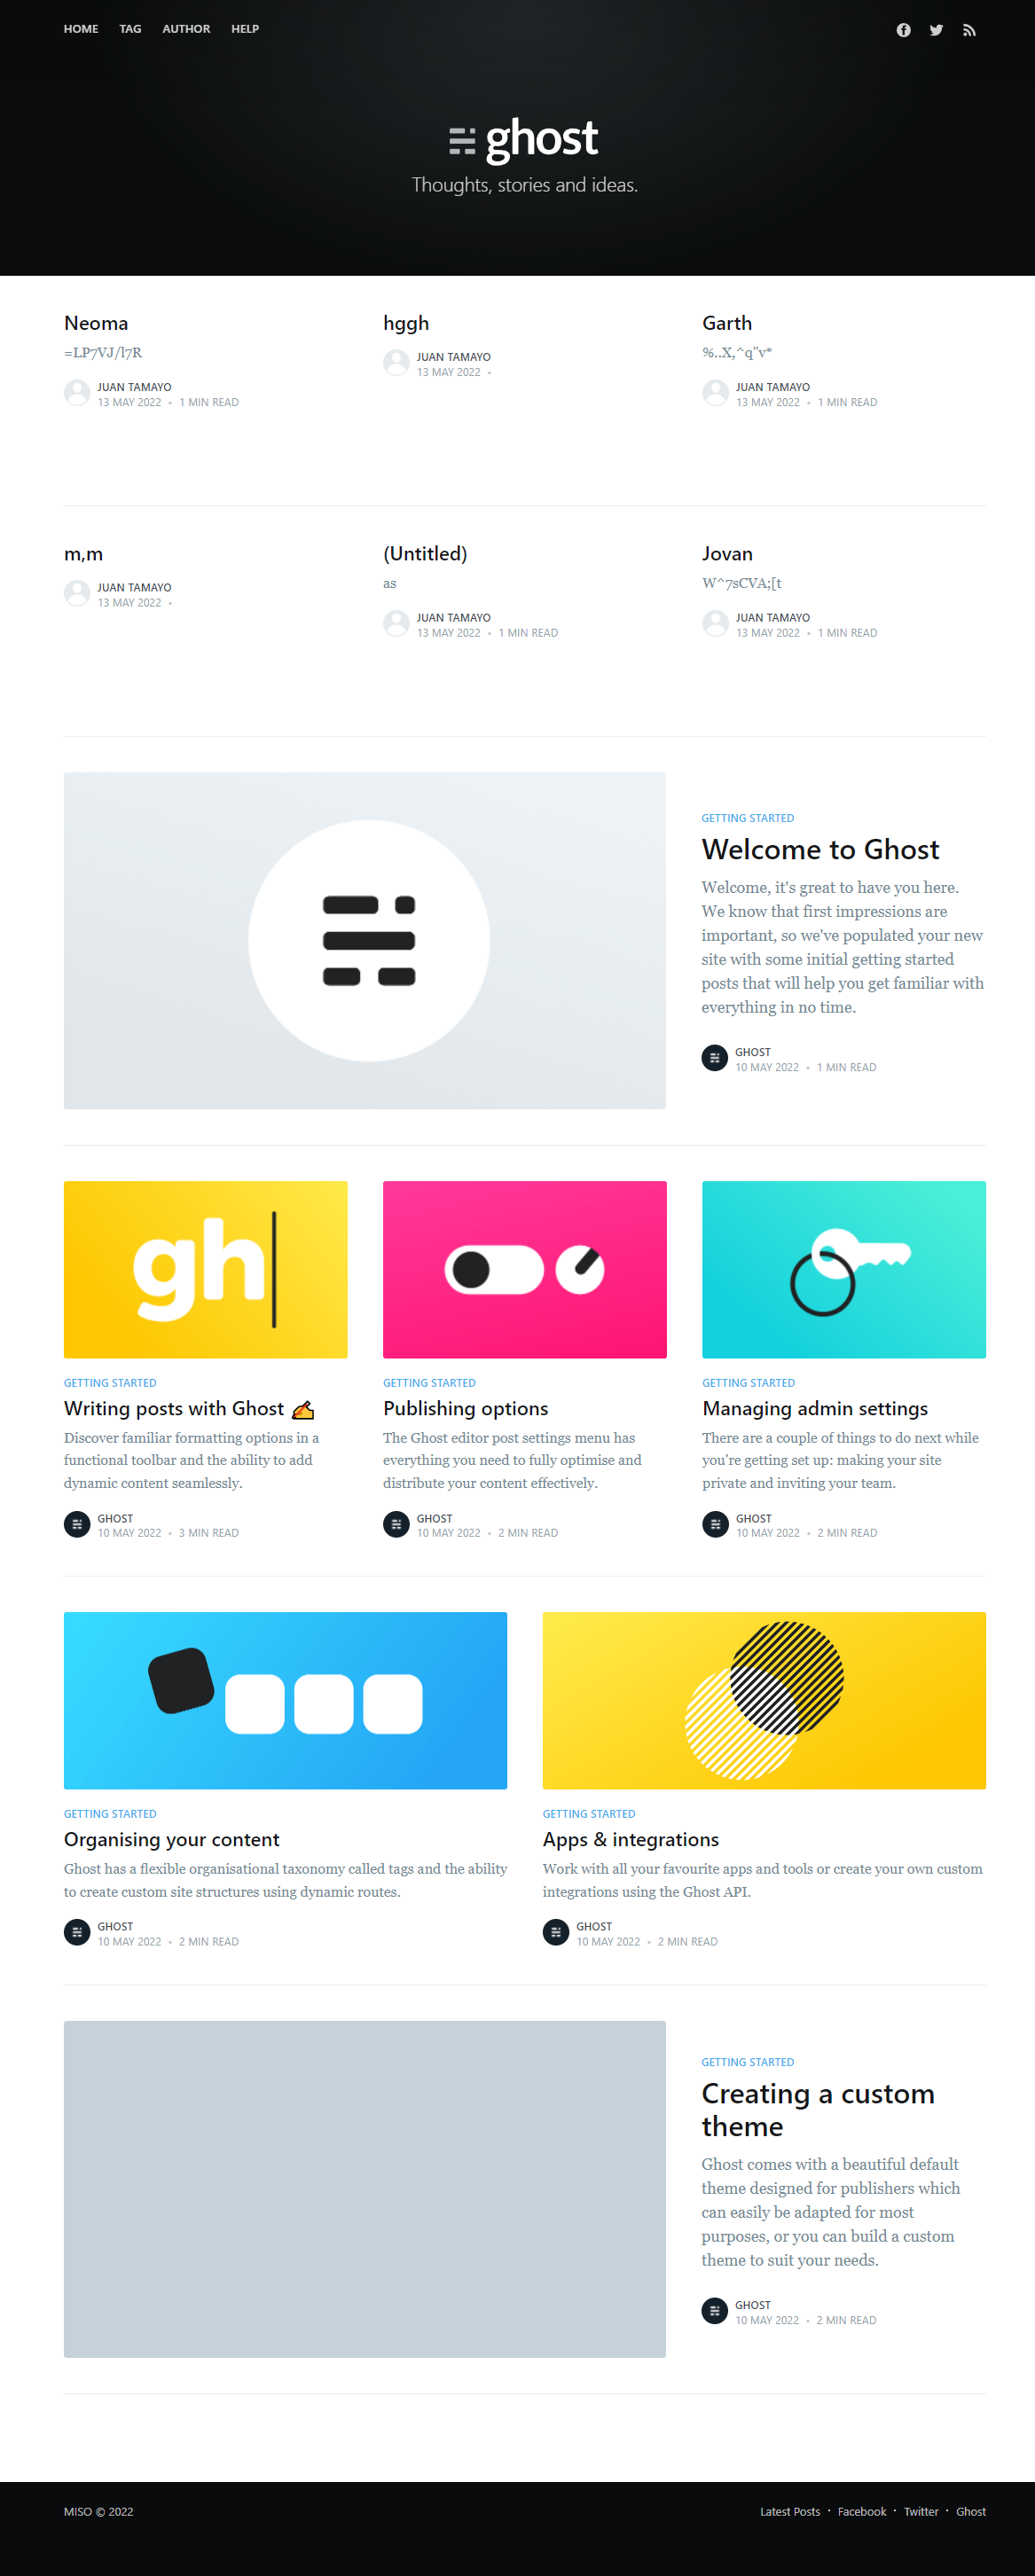 HOME TAG AUTHOR HELP
ghost
Thoughts, stories and ideas.
Neoma
=LP7VJ/l7R
JUAN TAMAYO
13 MAY 2022 • 1 MIN READ
hggh
JUAN TAMAYO
13 MAY 2022 •
Garth
%..X,^q"v*
JUAN TAMAYO
13 MAY 2022 • 1 MIN READ
m,m
JUAN TAMAYO
13 MAY 2022 •
(Untitled)
as
JUAN TAMAYO
13 MAY 2022 • 1 MIN READ
Jovan
W^7sCVA;[t
JUAN TAMAYO
13 MAY 2022 • 1 MIN READ
GETTING STARTED
Welcome to Ghost
Welcome, it's great to have you here.
We know that first impressions are
important, so we've populated your new
site with some initial getting started
posts that will help you get familiar with
everything in no time.
GHOST
10 MAY 2022 • 1 MIN READ
gh
GETTING STARTED
Writing posts with Ghost ✍️
Discover familiar formatting options in a
functional toolbar and the ability to add
dynamic content seamlessly.
GHOST
10 MAY 2022 • 3 MIN READ
GETTING STARTED
Publishing options
The Ghost editor post settings menu has
everything you need to fully optimise and
distribute your content effectively.
GHOST
10 MAY 2022 • 2 MIN READ
GETTING STARTED
Managing admin settings
There are a couple of things to do next while
you're getting set up: making your site
private and inviting your team.
GHOST
10 MAY 2022 • 2 MIN READ
GETTING STARTED
Organising your content
Ghost has a flexible organisational taxonomy called tags and the ability
to create custom site structures using dynamic routes.
GHOST
10 MAY 2022 • 2 MIN READ
GETTING STARTED
Apps & integrations
Work with all your favourite apps and tools or create your own custom
integrations using the Ghost API.
GHOST
10 MAY 2022 • 2 MIN READ
GETTING STARTED
Creating a custom
theme
Ghost comes with a beautiful default
theme designed for publishers which
can easily be adapted for most
purposes, or you can build a custom
theme to suit your needs.
GHOST
10 MAY 2022 • 2 MIN READ
MISO © 2022
Latest Posts • Facebook • Twitter • Ghost